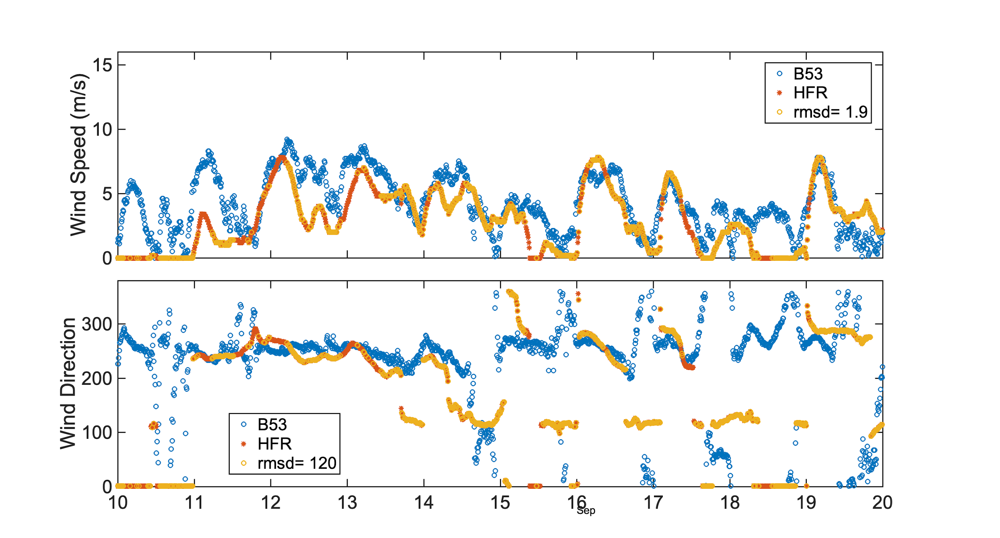 Wind Speed (m/s)
15
10
5
0
B53
HFR
rmsd= 1.9
Wind Direction
300
200
100
0
B53
HFR
rmsd= 120
10 11 12 13 14 15 16 17 18 19 20
Sep